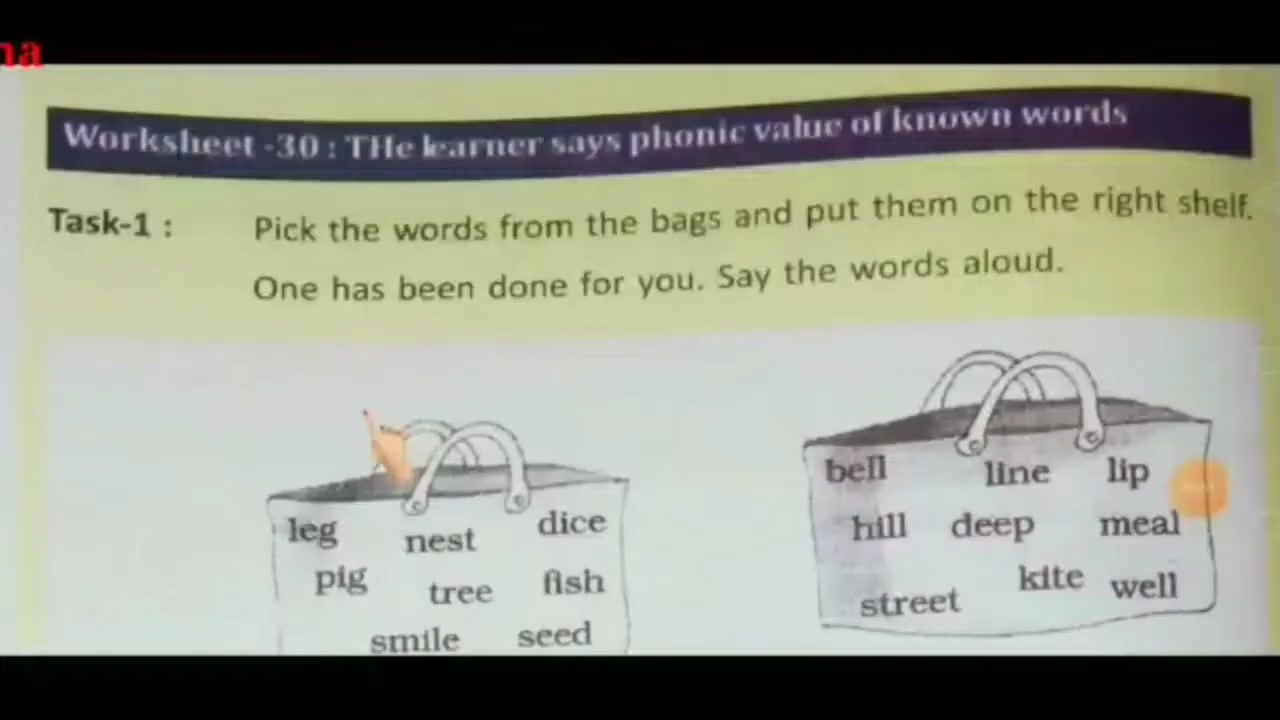 na
Worksheet -30 : THe learner says phonic value of known words
Task-1 : Pick the words from the bags and put them on the right shelf.
One has been done for you. Say the words aloud.
leg nest dice
pig tree fish
smile seed
bell line lip
hill deep meal
street kite well